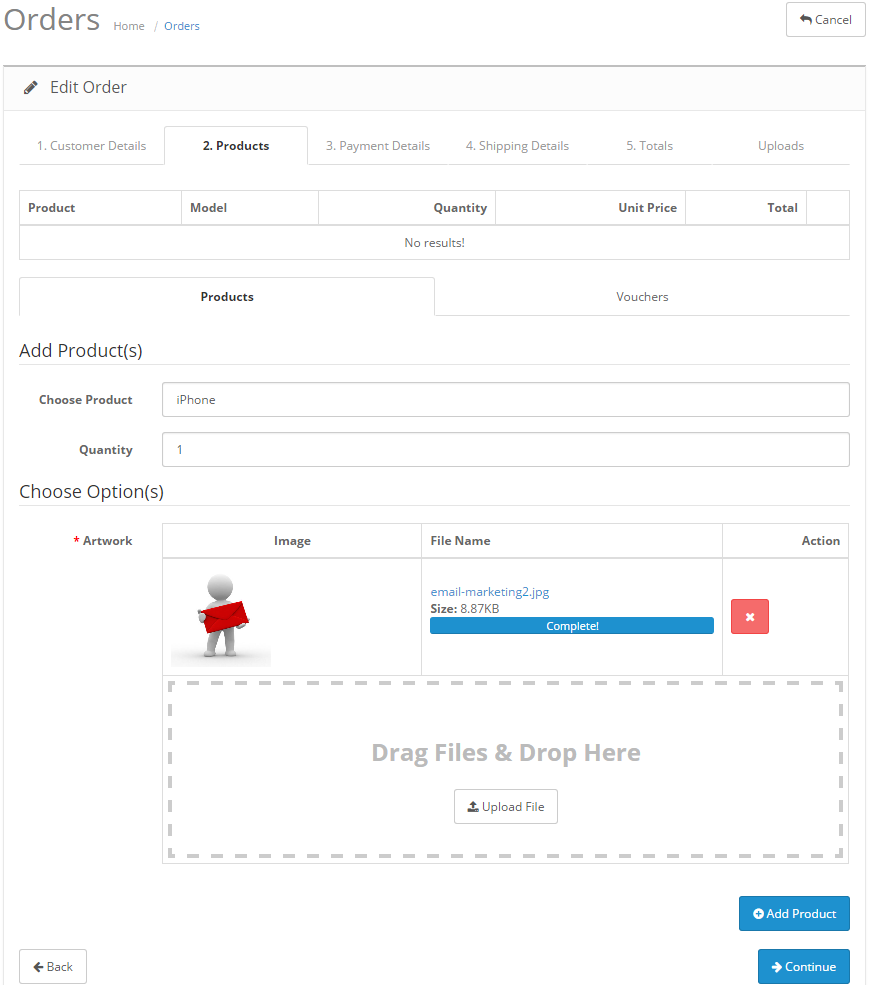 Orders Home / Orders Cancel
Edit Order
1. Customer Details 2. Products 3. Payment Details 4. Shipping Details 5. Totals Uploads
Product Model Quantity Unit Price Total
No results!
Products Vouchers
Add Product(s)
Choose Product iPhone
Quantity 1
Choose Option(s)
* Artwork Image File Name Action
email-marketing2.jpg
Size: 8.87KB
Complete!
Drag Files & Drop Here
Upload File
Add Product
Back Continue